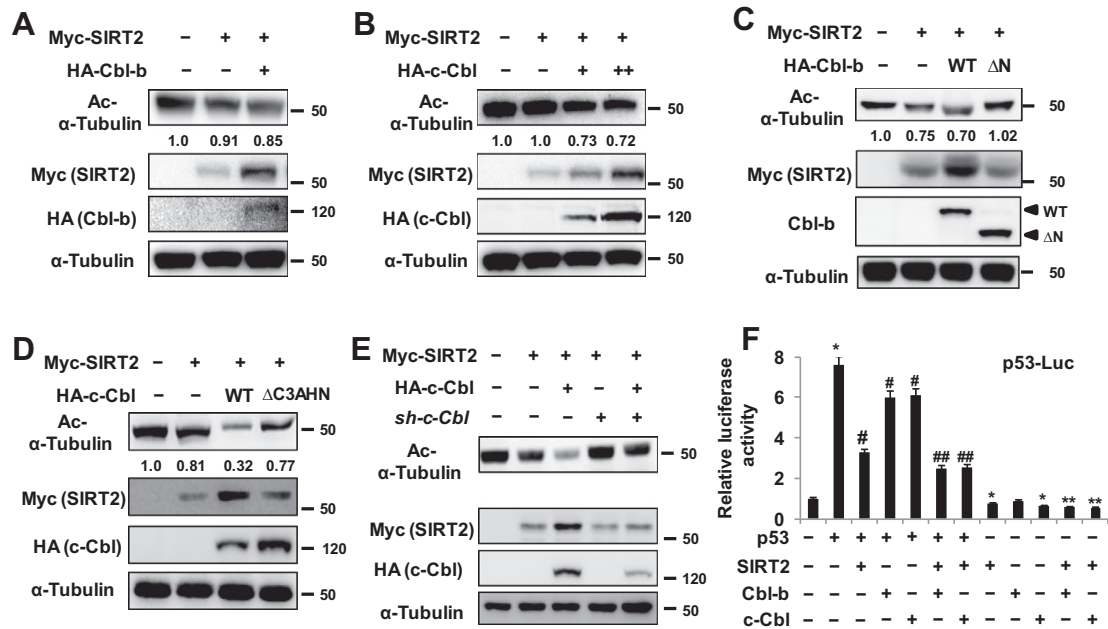 A
Myc-SIRT2 – + +
HA-Cbl-b – – +
Ac-
α-Tubulin
50
1.0 0.91 0.85
Myc (SIRT2)
50
HA (Cbl-b)
120
α-Tubulin
50
B
Myc-SIRT2 – + + +
HA-c-Cbl – – + ++
Ac-
α-Tubulin
50
1.0 1.0 0.73 0.72
Myc (SIRT2)
50
HA (c-Cbl)
120
α-Tubulin
50
C
Myc-SIRT2 – + + +
HA-Cbl-b – – WT ΔN
Ac-
α-Tubulin
50
1.0 0.75 0.70 1.02
Myc (SIRT2)
50
Cbl-b
WT
ΔN
α-Tubulin
50
D
Myc-SIRT2 – + + +
HA-c-Cbl – – WT ΔC3AHN
Ac-
α-Tubulin
50
1.0 0.81 0.32 0.77
Myc (SIRT2)
50
HA (c-Cbl)
120
α-Tubulin
50
E
Myc-SIRT2 – + + + +
HA-c-Cbl – – + – +
sh-c-Cbl – – – + +
Ac-
α-Tubulin
50
Myc (SIRT2)
50
HA (c-Cbl)
120
α-Tubulin
50
F
p53-Luc
Relative luciferase
activity
8
6
4
2
0
* # # # ## ## * * ** **
p53 – + + + + + + – – – – –
SIRT2 – – + – – + + + – – + +
Cbl-b – – – + – + – – + – + –
c-Cbl – – – – + – + – – + – +